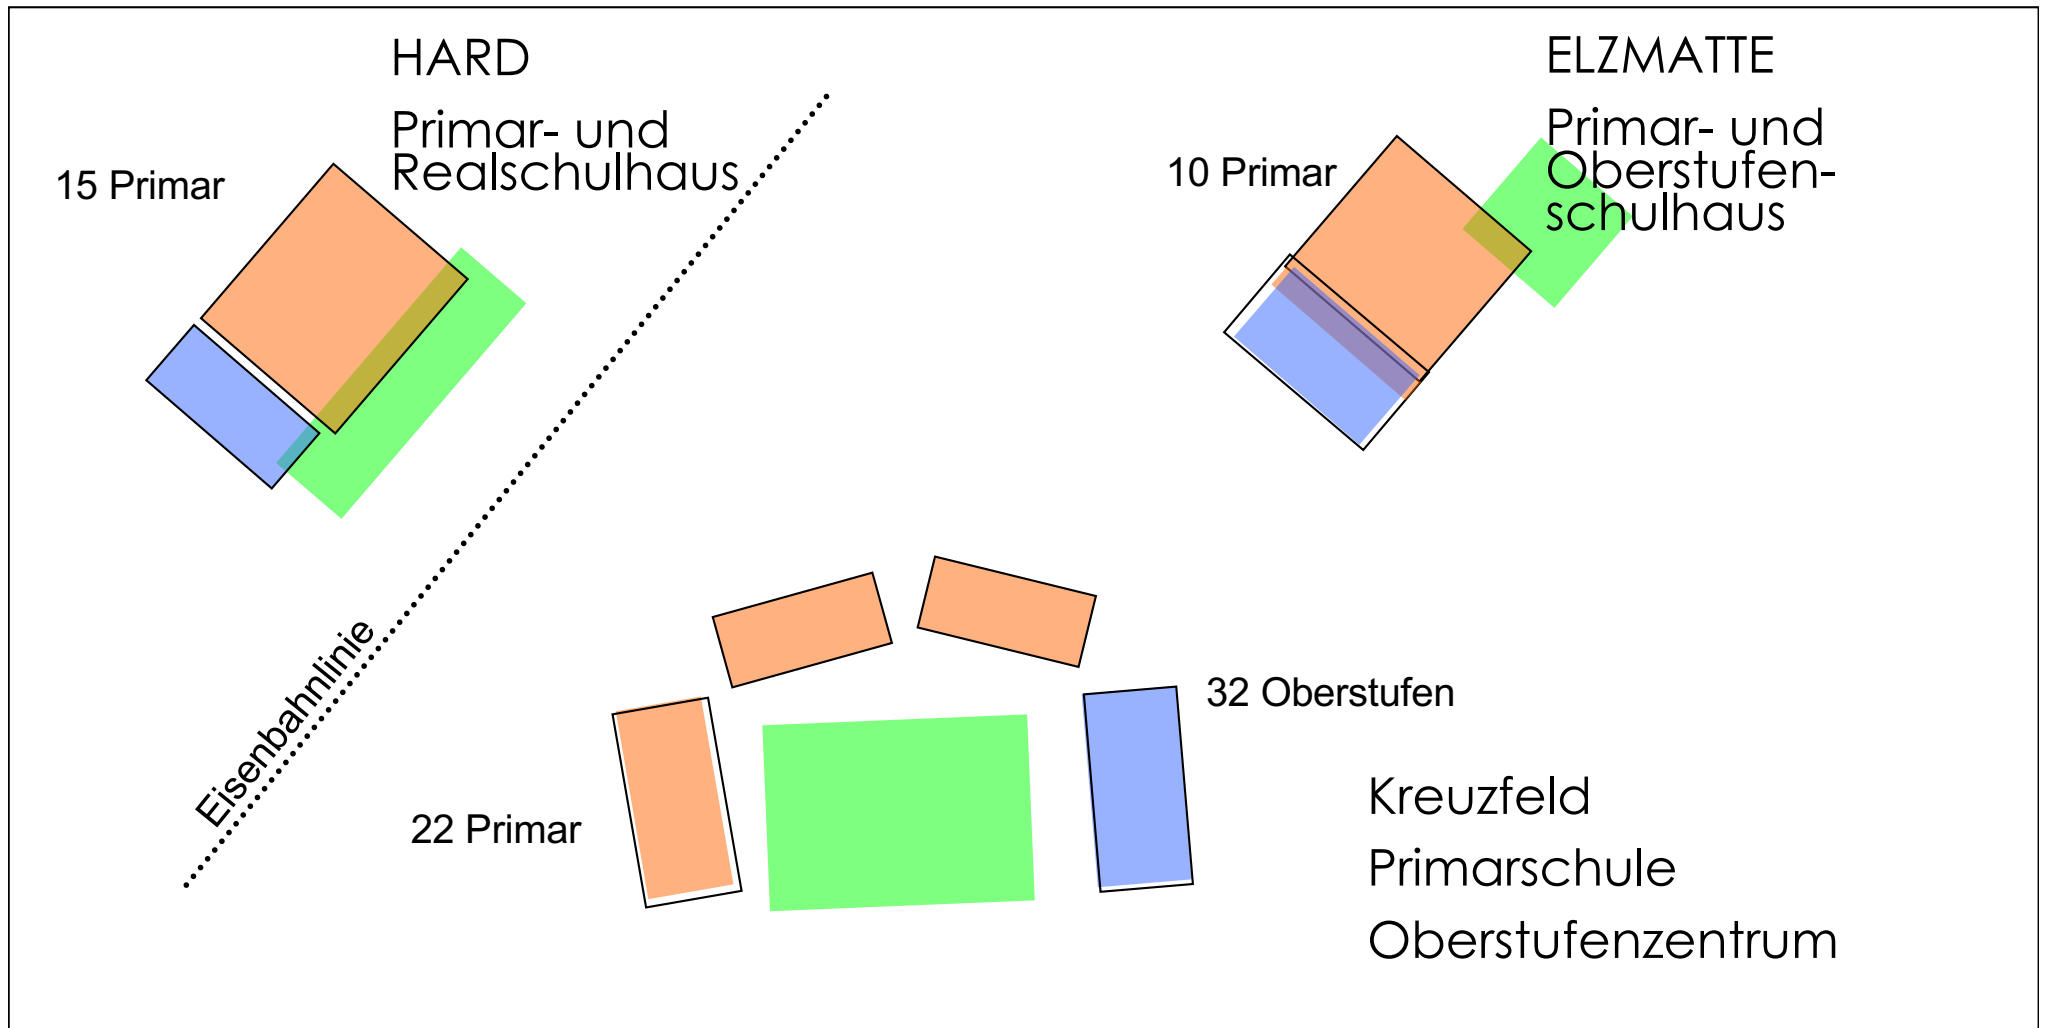 HARD
Primar- und
Realschulhaus
15 Primar
ELZMATTE
Primar- und
Oberstufen-
schulhaus
10 Primar
Eisenbahnlinie
32 Oberstufen
22 Primar
Kreuzfeld
Primarschule
Oberstufenzentrum